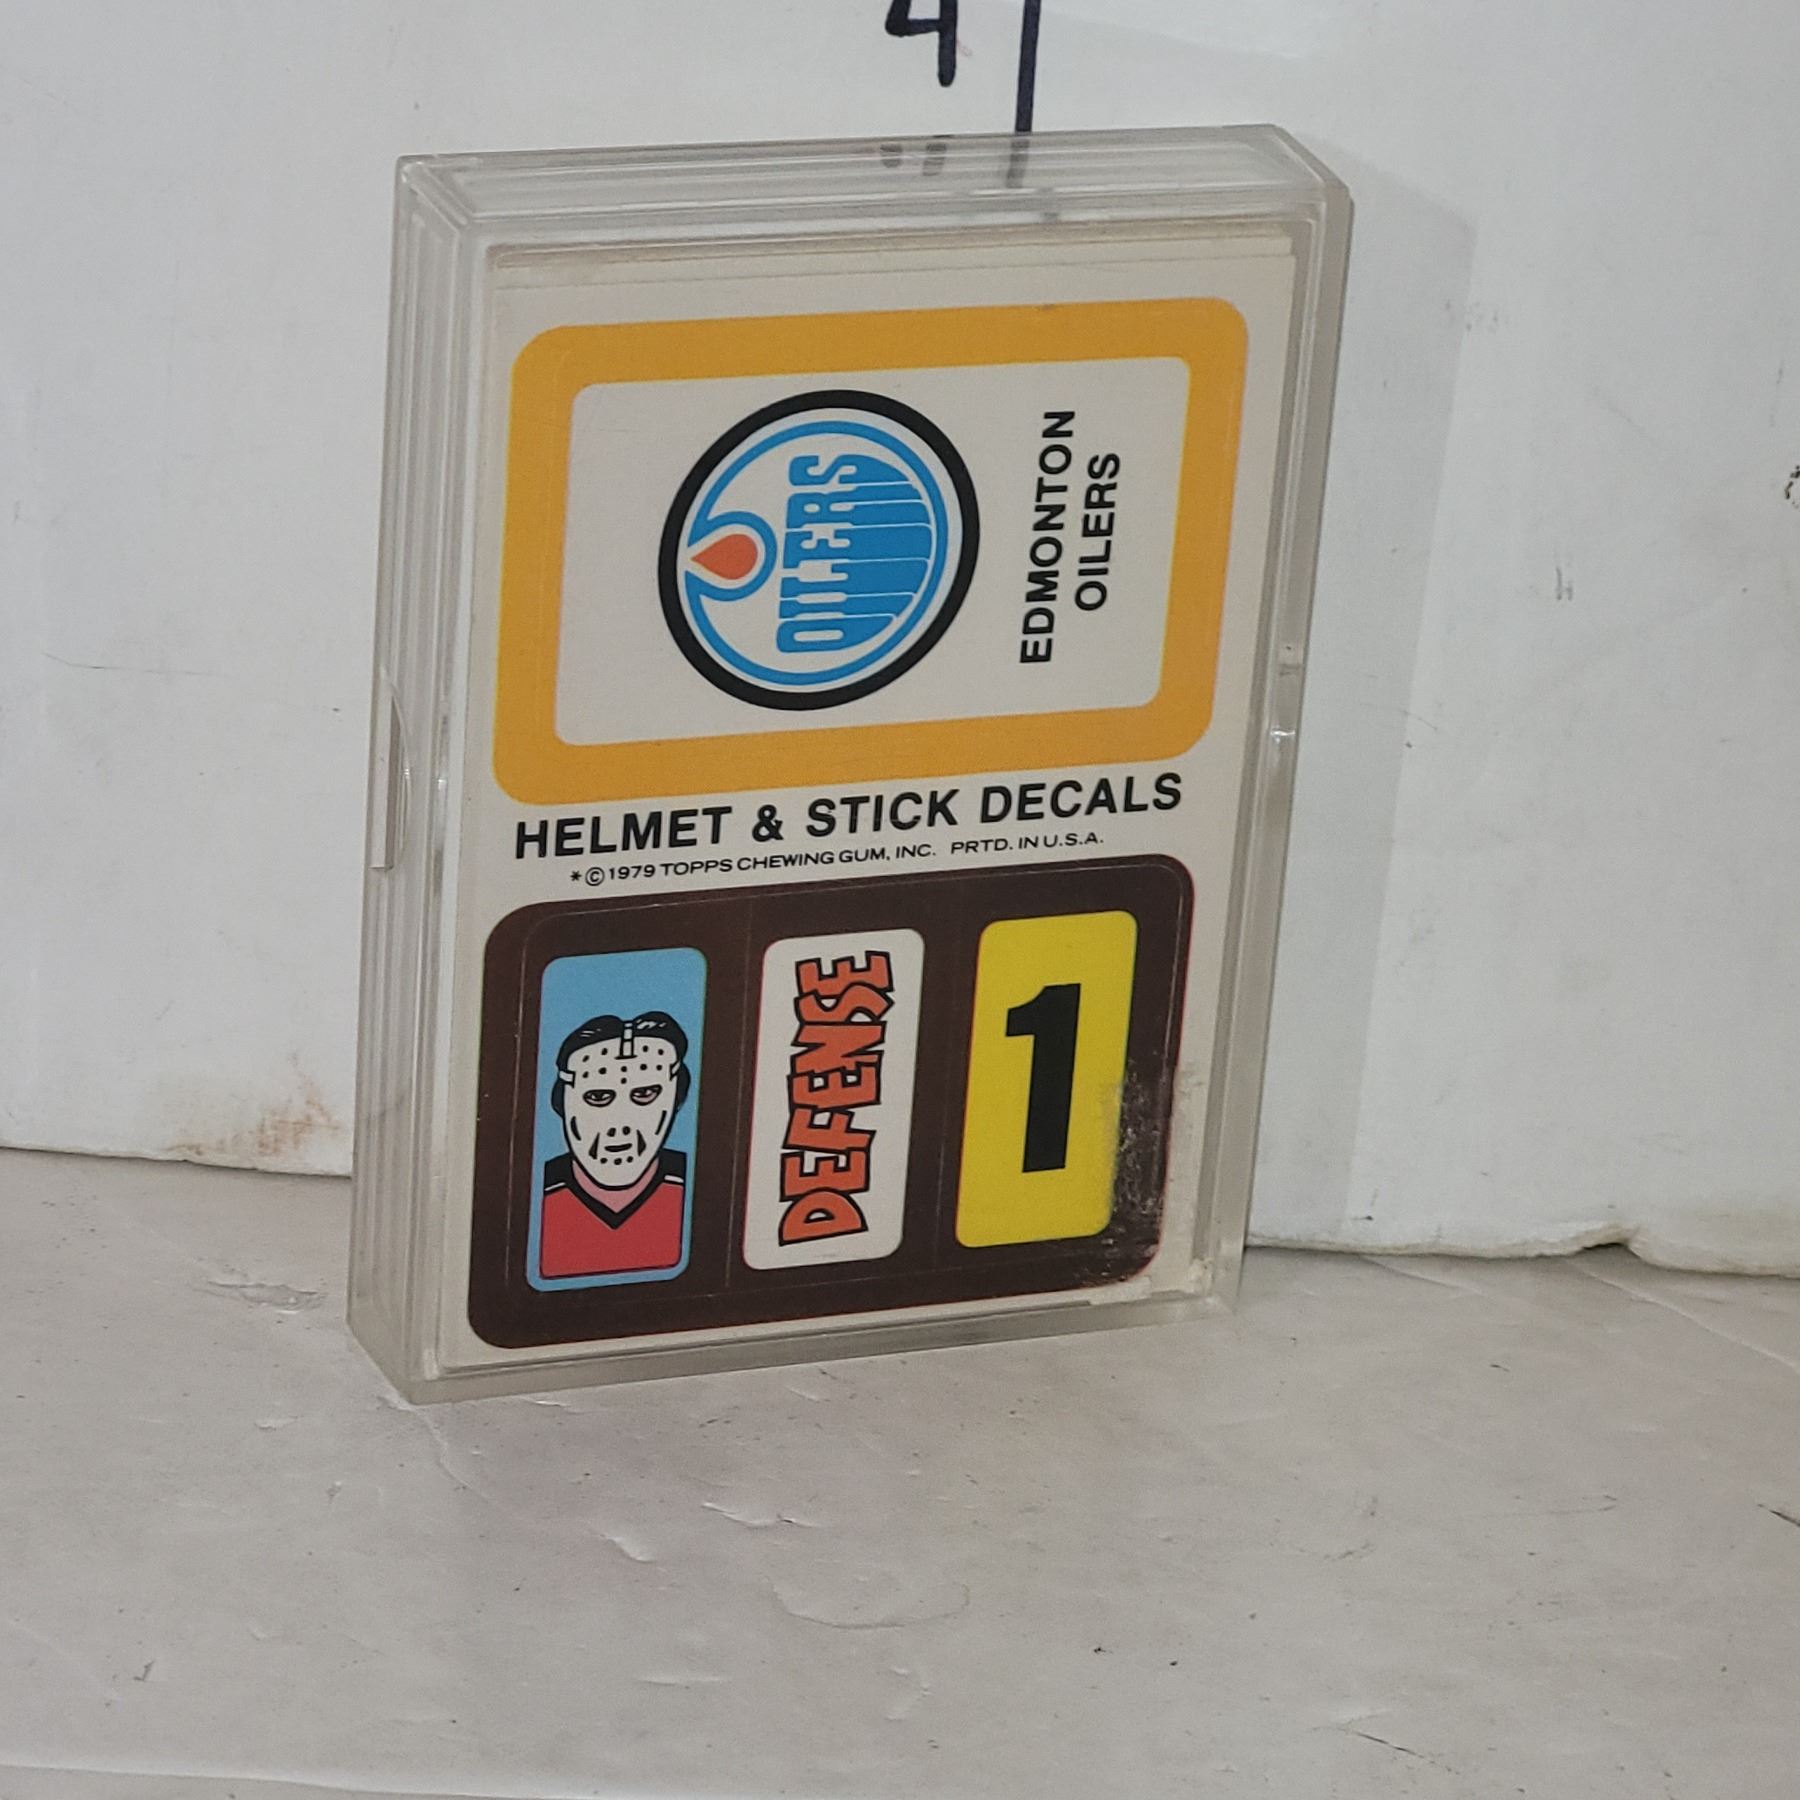 4
OILERS
EDMONTON
OILERS
HELMET & STICK DECALS
*©1979 TOPPS CHEWING GUM, INC. PRTD. IN U.S.A.
DEFENSE
1